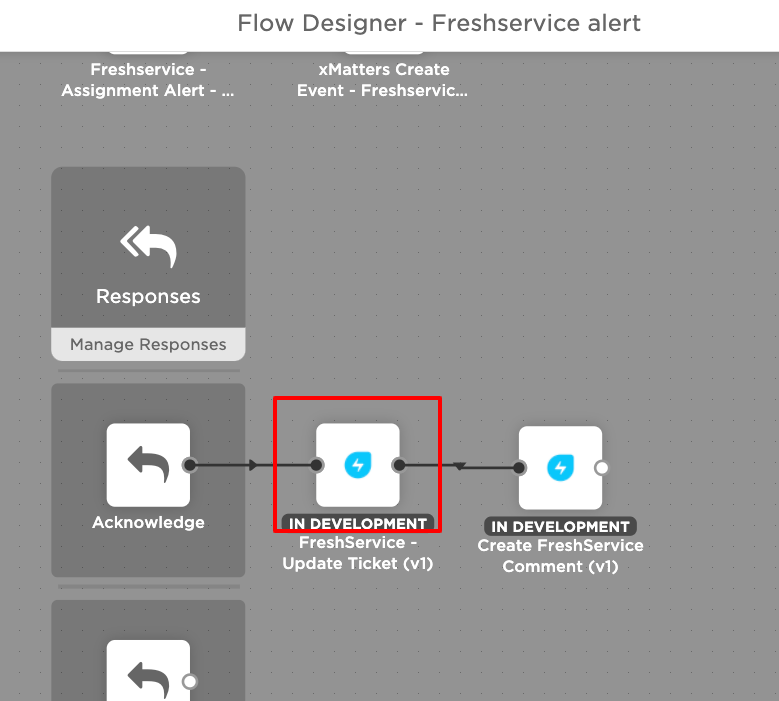 Flow Designer - Freshservice alert
Freshservice -
Assignment Alert - ...
xMatters Create
Event - Freshservic...
Responses
Manage Responses
Acknowledge
IN DEVELOPMENT
FreshService -
Update Ticket (v1)
IN DEVELOPMENT
Create FreshService
Comment (v1)